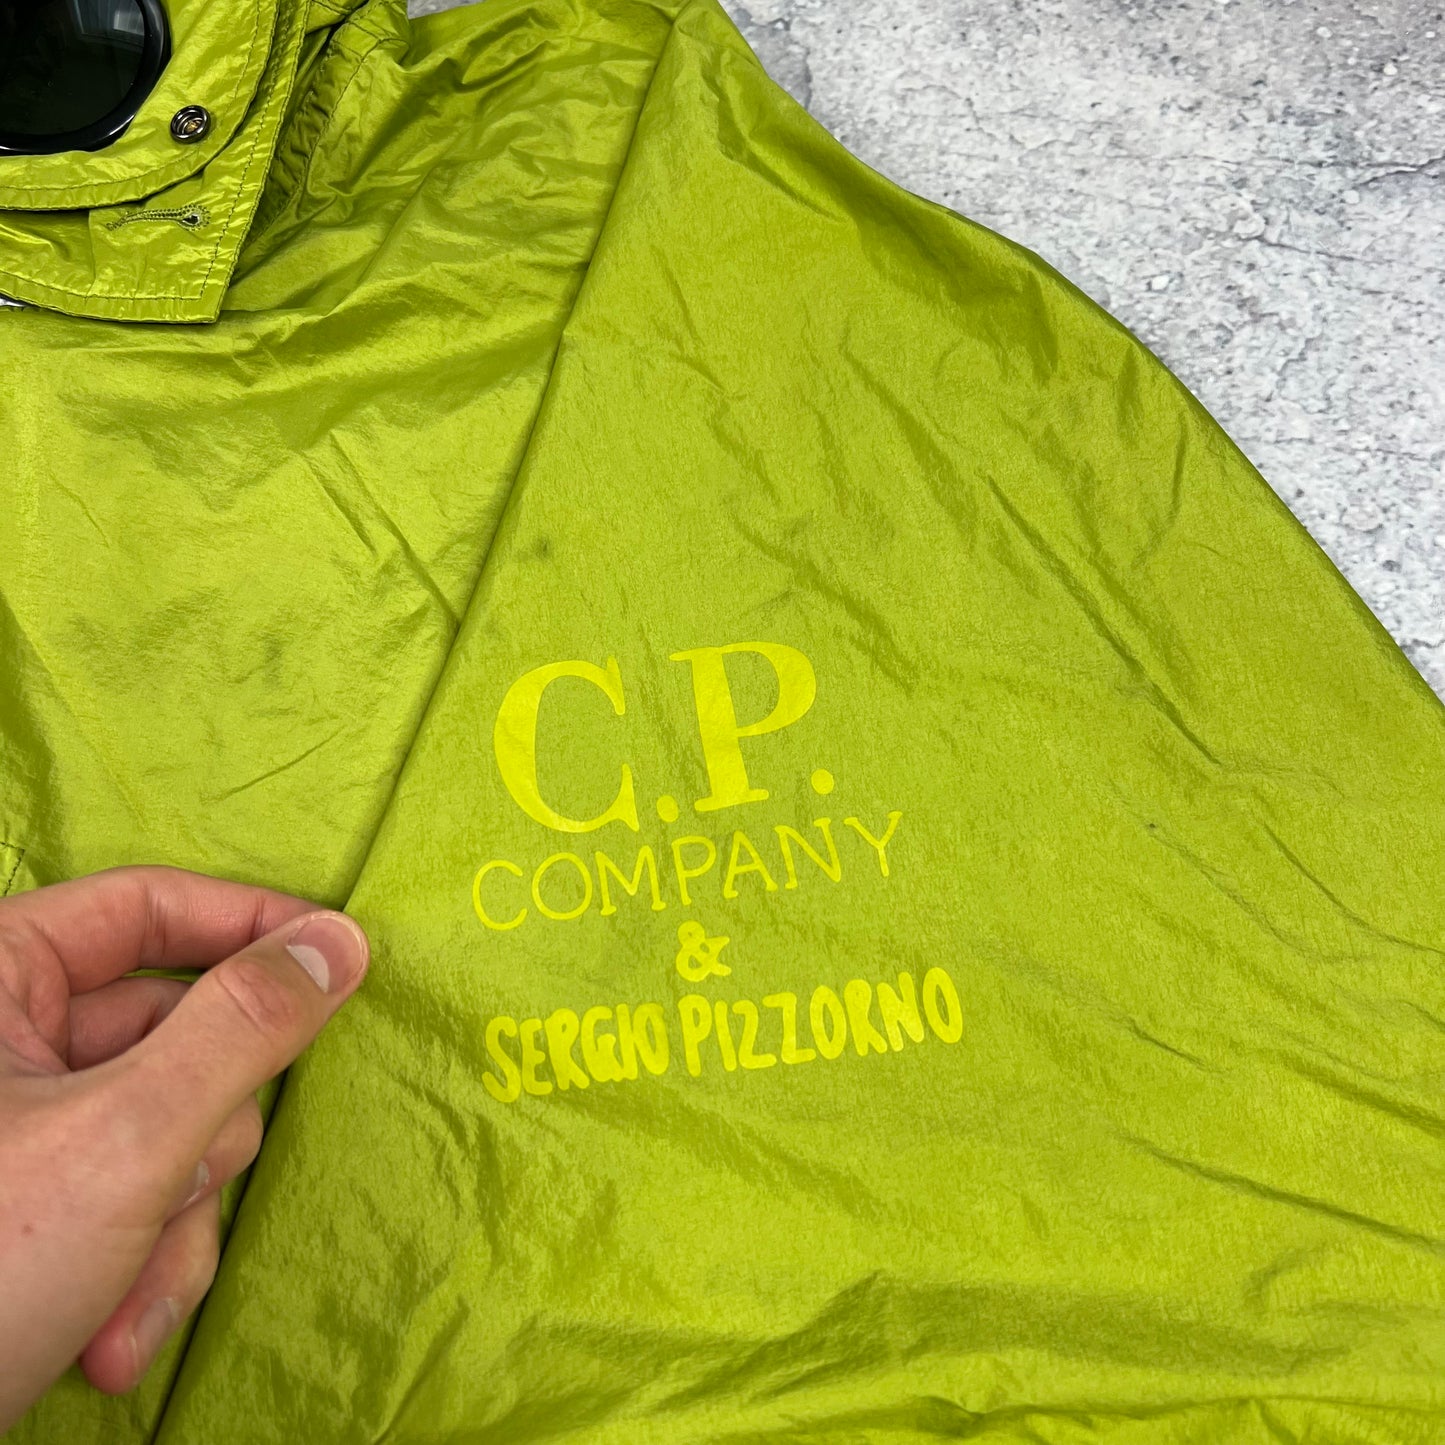 C.P.
COMPANY
&
SERGIO PIZZORNO